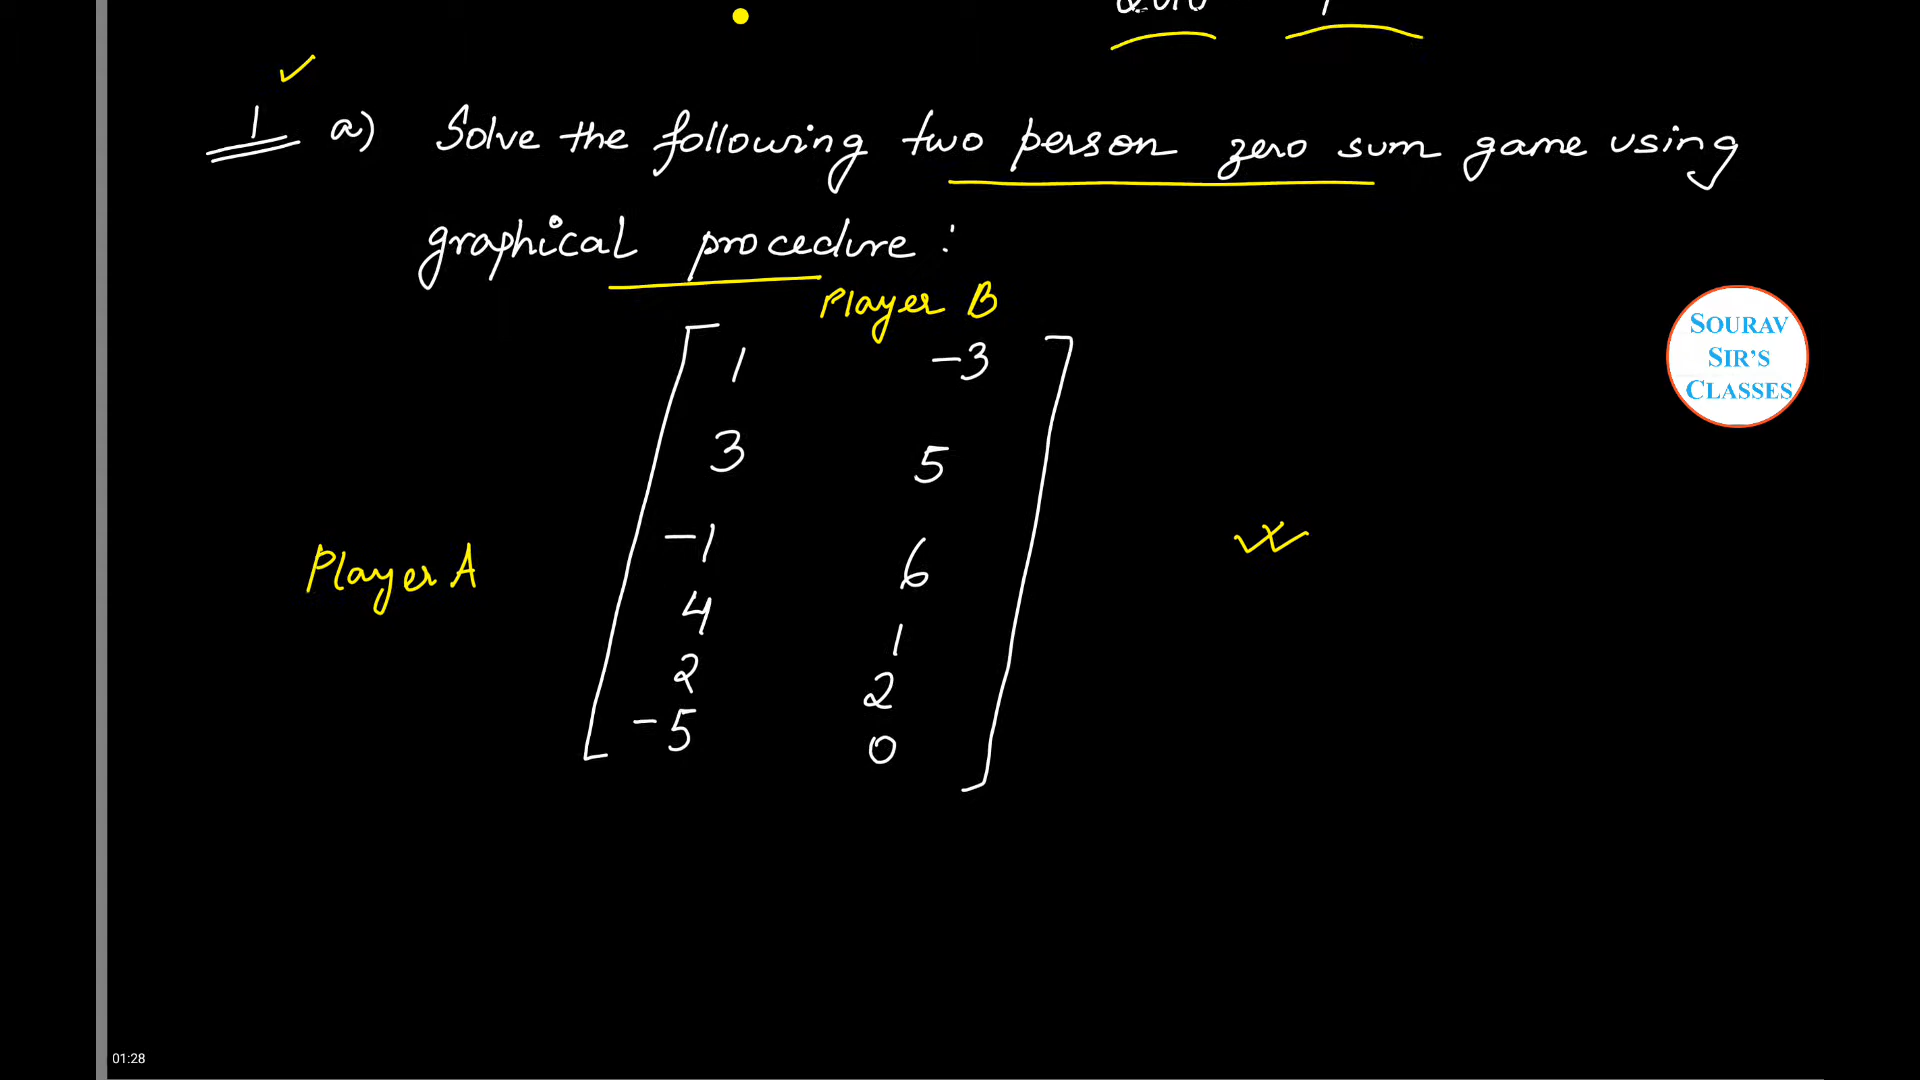 1 a) Solve the following two person zero sum game using
graphical procedure :
Player B
1 -3
3 5
-1 6
Player A
4 1
2 2
-5 0
SOURAV
SIR'S
CLASSES
01:28